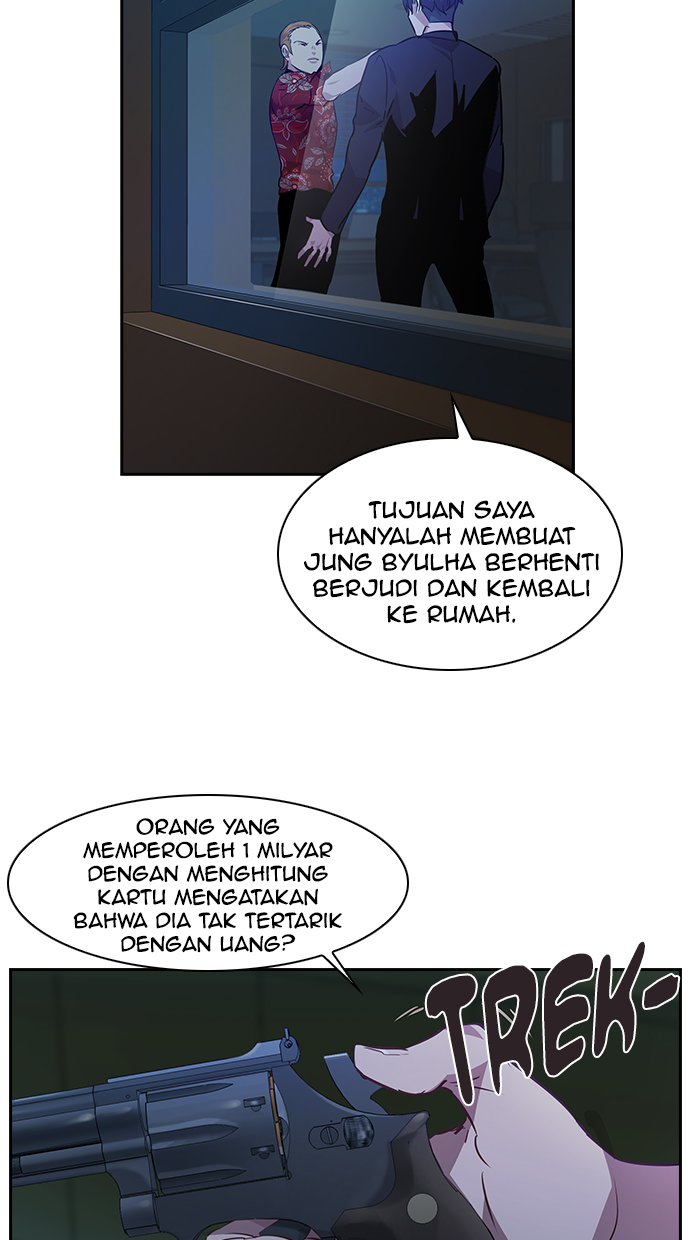 TUJUAN SAYA
HANYALAH MEMBUAT
JUNG BYULHA BERHENTI
BERJUDI DAN KEMBALI
KE RUMAH.
ORANG YANG
MEMPEROLEH 1 MILYAR
DENGAN MENGHITUNG
KARTU MENGATAKAN
BAHWA DIA TAK TERTARIK
DENGAN UANG?
TREK-